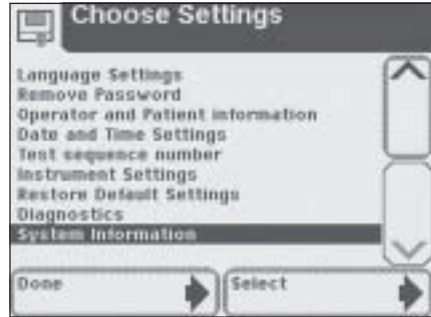 Choose Settings
Language Settings
Remove Password
Operator and Patient information
Date and Time Settings
Test sequence number
Instrument Settings
Restore Default Settings
Diagnostics
System Information
Done
Select